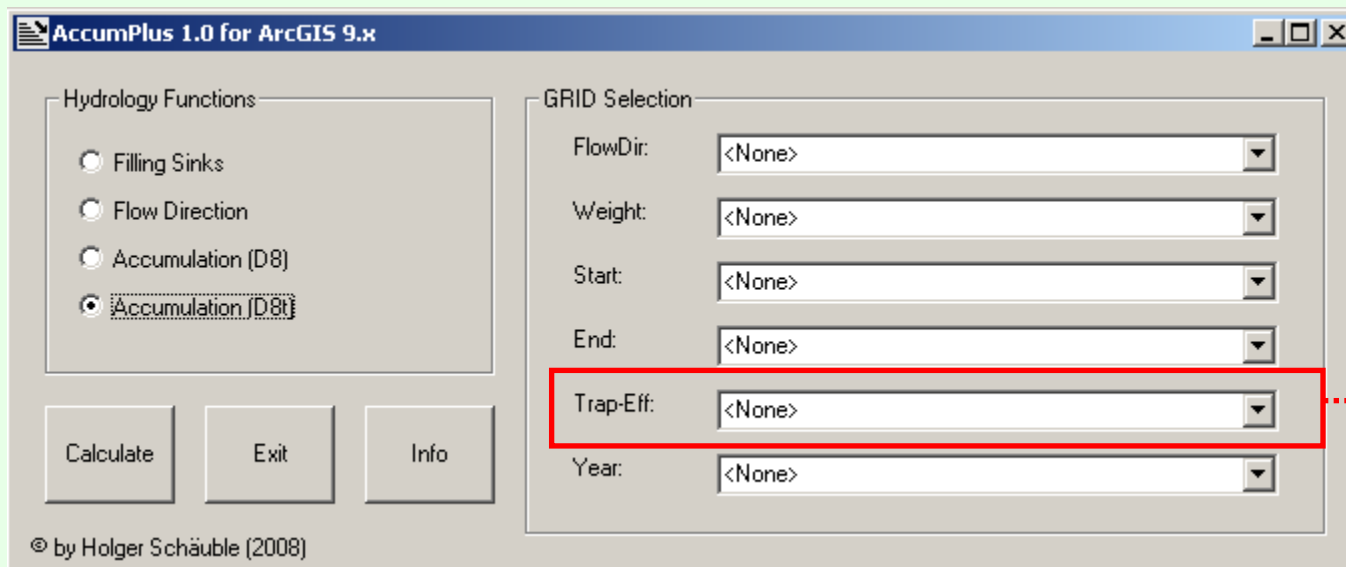 AccumPlus 1.0 for ArcGIS 9.x
Hydrology Functions
Filling Sinks
Flow Direction
Accumulation (D8)
Accumulation (D8t)
Calculate
Exit
Info
© by Holger Schäuble (2008)
GRID Selection
FlowDir: <None>
Weight: <None>
Start: <None>
End: <None>
Trap-Eff: <None>
Year: <None>